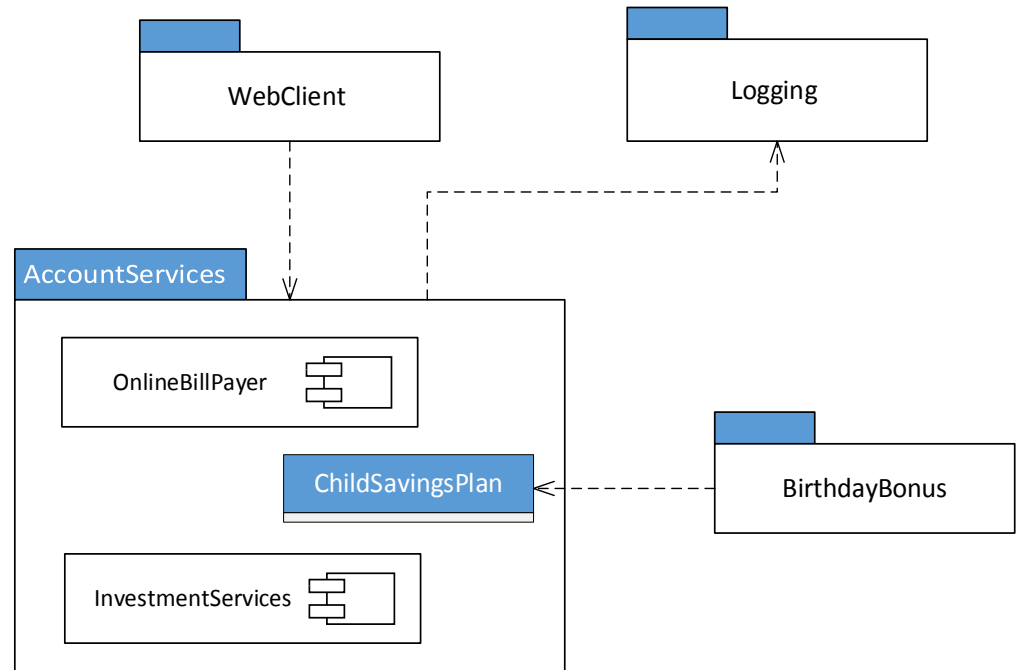 WebClient
Logging
AccountServices
OnlineBillPayer
ChildSavingsPlan
BirthdayBonus
InvestmentServices